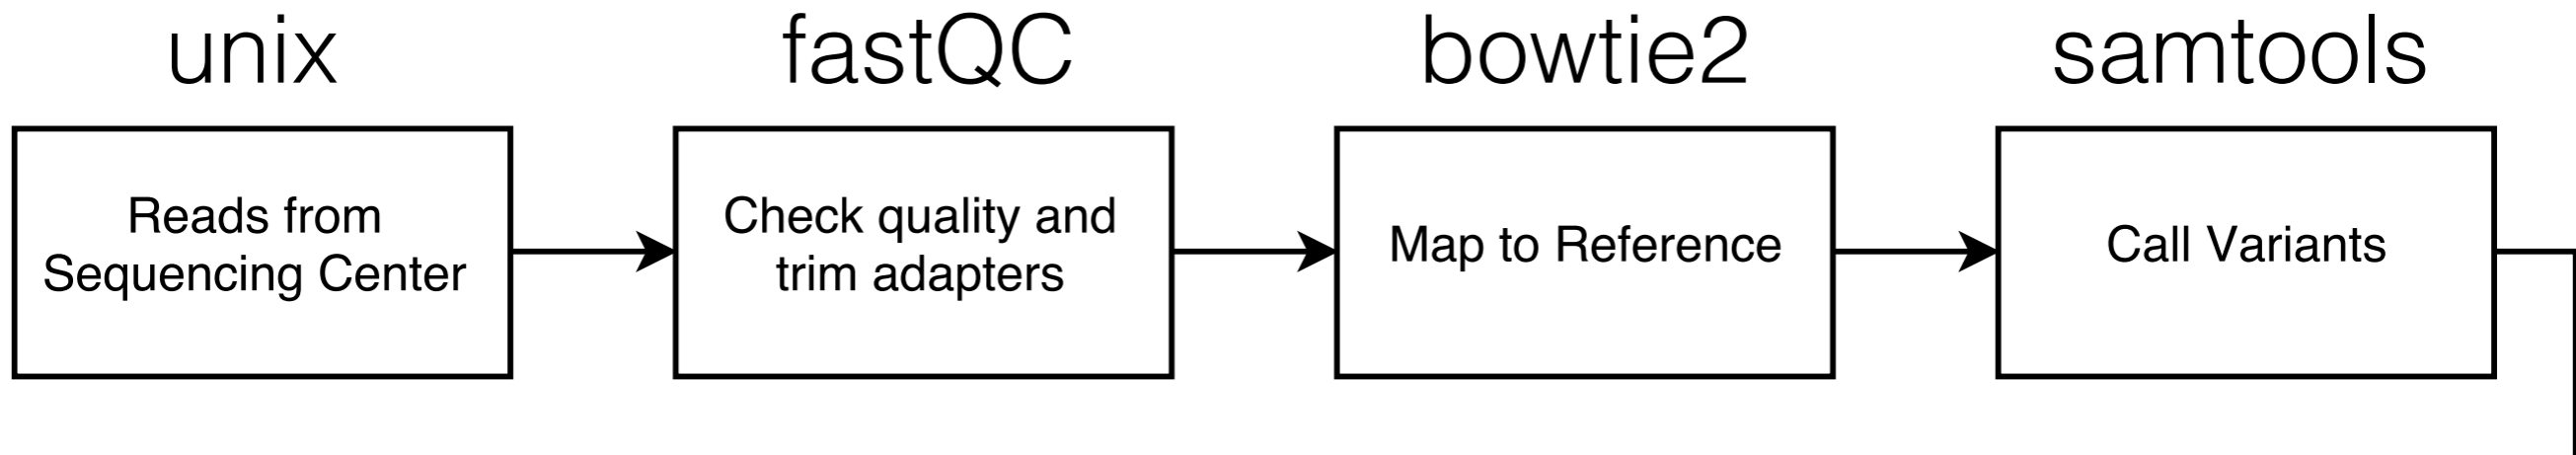 unix
fastQC
bowtie2
samtools
Reads from
Sequencing Center
Check quality and
trim adapters
Map to Reference
Call Variants